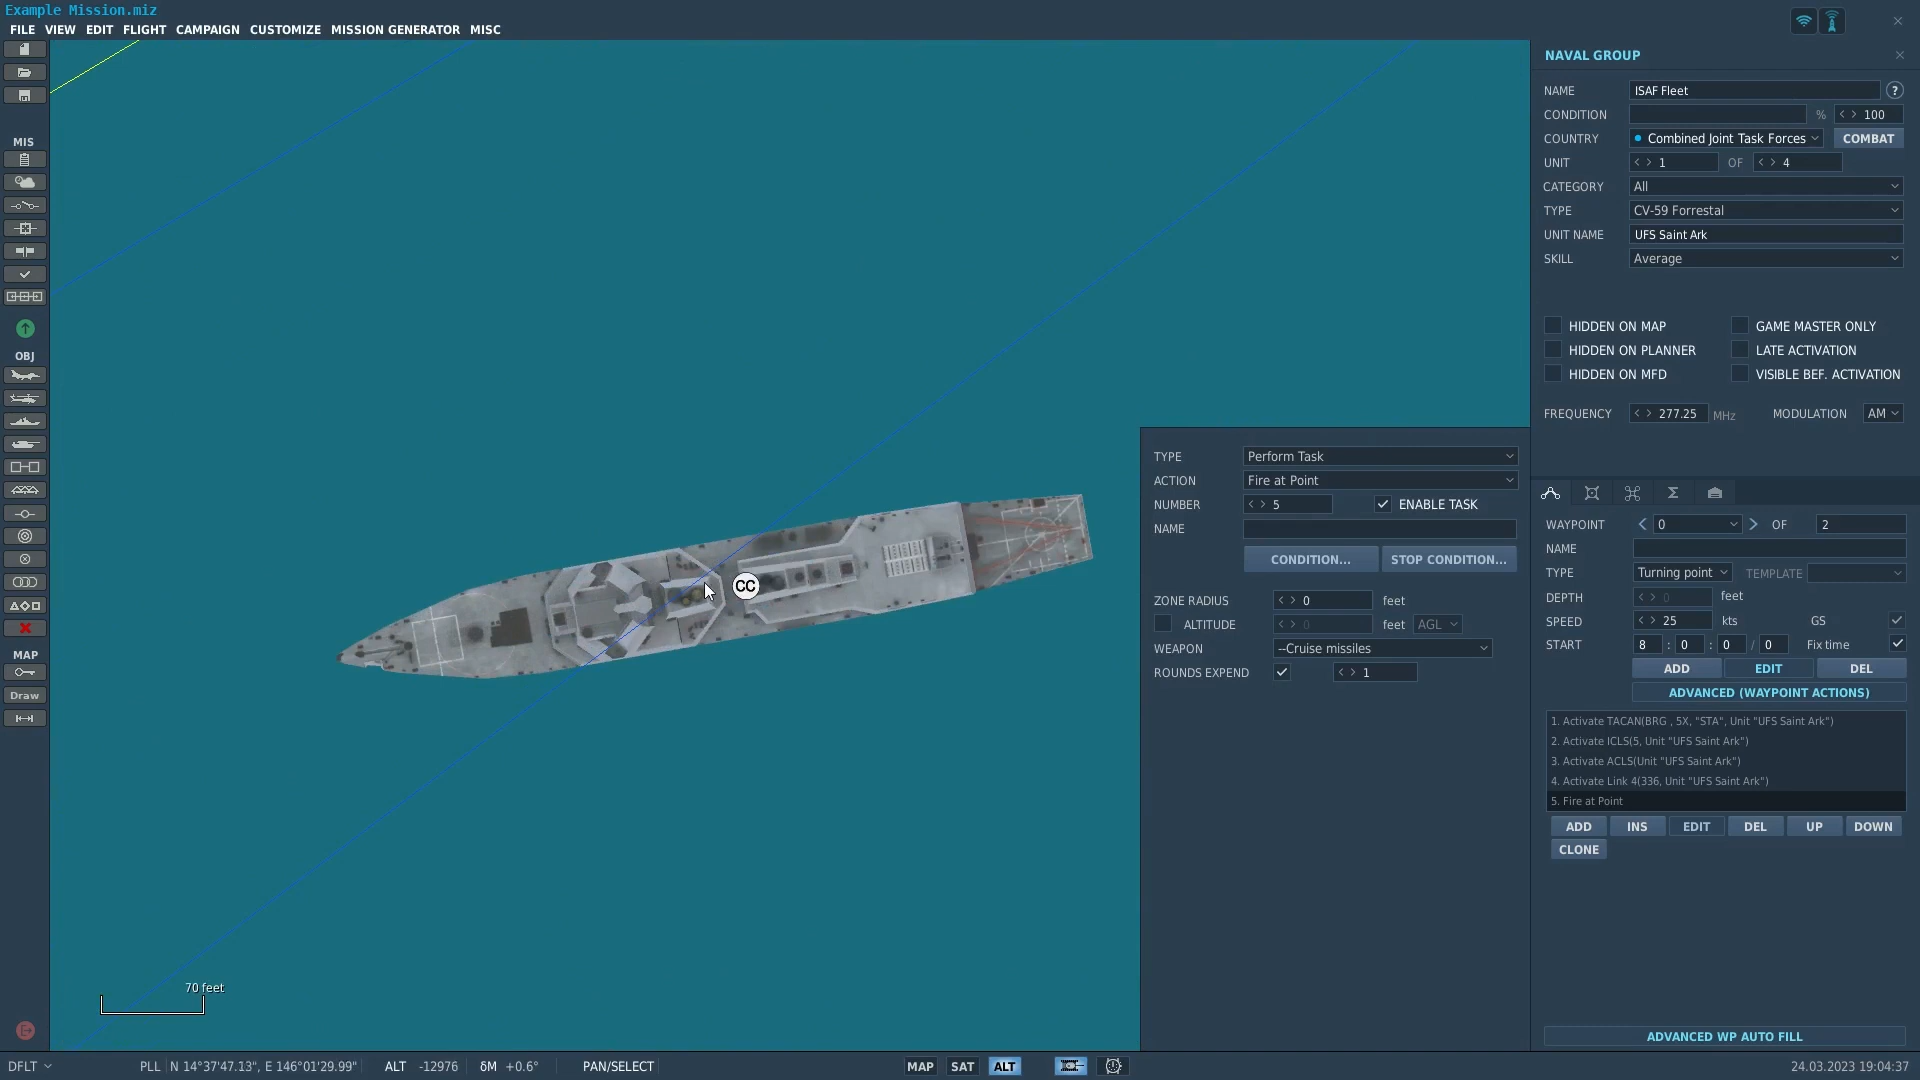 Example Mission.miz
FILE VIEW EDIT FLIGHT CAMPAIGN CUSTOMIZE MISSION GENERATOR MISC
MIS
OBJ
MAP
Draw
CC
70 feet
TYPE Perform Task
ACTION Fire at Point
NUMBER < > 5 ENABLE TASK
NAME
CONDITION... STOP CONDITION...
ZONE RADIUS < > 0 feet
ALTITUDE < > 0 feet AGL
WEAPON --Cruise missiles
ROUNDS EXPEND < > 1
NAVAL GROUP
NAME ISAF Fleet ?
CONDITION % < > 100
COUNTRY Combined Joint Task Forces COMBAT
UNIT < > 1 OF < > 4
CATEGORY All
TYPE CV-59 Forrestal
UNIT NAME UFS Saint Ark
SKILL Average
HIDDEN ON MAP GAME MASTER ONLY
HIDDEN ON PLANNER LATE ACTIVATION
HIDDEN ON MFD VISIBLE BEF. ACTIVATION
FREQUENCY < > 277.25 MHz MODULATION AM
WAYPOINT < 0 > OF 2
NAME
TYPE Turning point TEMPLATE
DEPTH < > 0 feet
SPEED < > 25 kts GS
START 8 : 0 : 0 / 0 Fix time
ADD EDIT DEL
ADVANCED (WAYPOINT ACTIONS)
1. Activate TACAN(BRG , 5X, "STA", Unit "UFS Saint Ark")
2. Activate ICLS(5, Unit "UFS Saint Ark")
3. Activate ACLS(Unit "UFS Saint Ark")
4. Activate Link 4(336, Unit "UFS Saint Ark")
5. Fire at Point
ADD INS EDIT DEL UP DOWN
CLONE
ADVANCED WP AUTO FILL
DFLT PLL N 14°37'47.13", E 146°01'29.99" ALT -12976 δM +0.6° PAN/SELECT MAP SAT ALT 24.03.2023 19:04:37